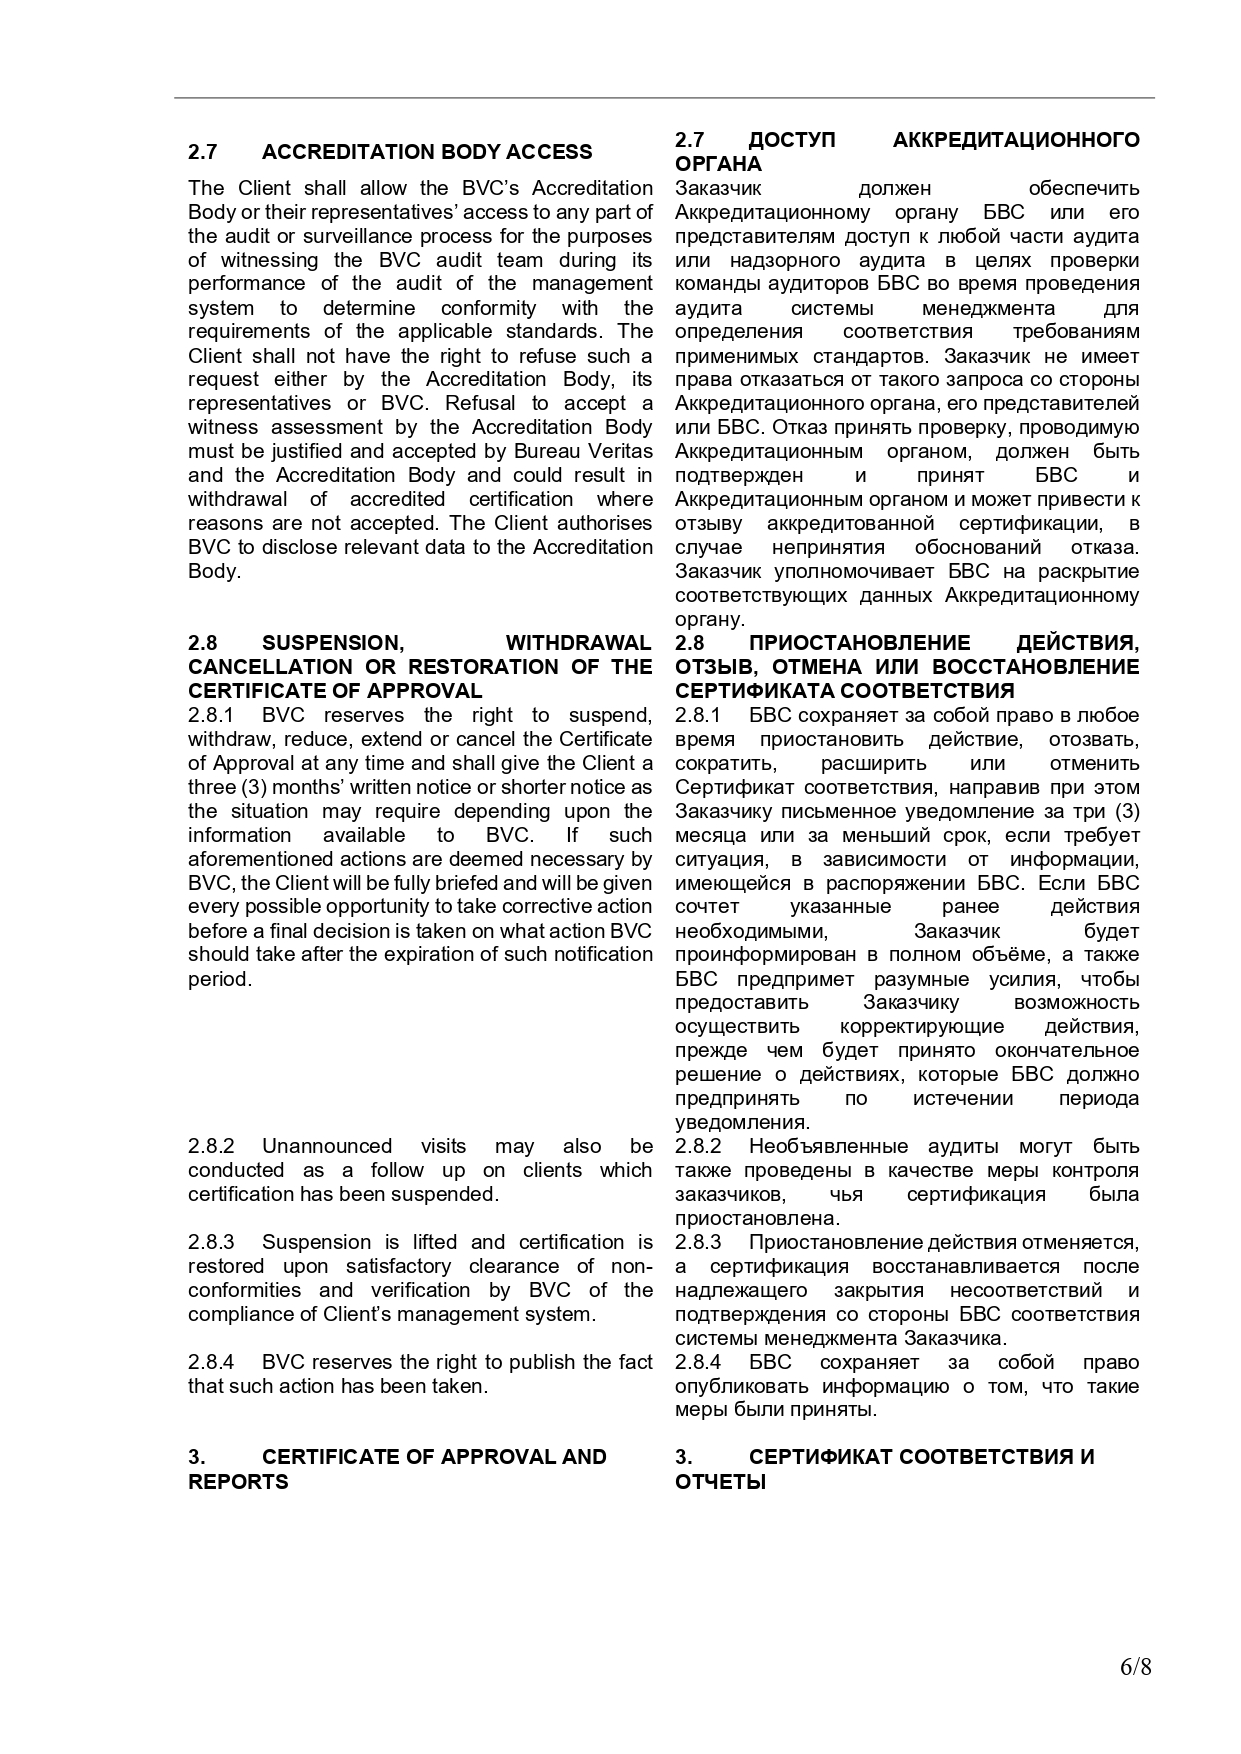 2.7 ACCREDITATION BODY ACCESS
The Client shall allow the BVC’s Accreditation
Body or their representatives’ access to any part of
the audit or surveillance process for the purposes
of witnessing the BVC audit team during its
performance of the audit of the management
system to determine conformity with the
requirements of the applicable standards. The
Client shall not have the right to refuse such a
request either by the Accreditation Body, its
representatives or BVC. Refusal to accept a
witness assessment by the Accreditation Body
must be justified and accepted by Bureau Veritas
and the Accreditation Body and could result in
withdrawal of accredited certification where
reasons are not accepted. The Client authorises
BVC to disclose relevant data to the Accreditation
Body.
2.7 ДОСТУП АККРЕДИТАЦИОННОГО
ОРГАНА
Заказчик должен обеспечить
Аккредитационному органу БВС или его
представителям доступ к любой части аудита
или надзорного аудита в целях проверки
команды аудиторов БВС во время проведения
аудита системы менеджмента для
определения соответствия требованиям
применимых стандартов. Заказчик не имеет
права отказаться от такого запроса со стороны
Аккредитационного органа, его представителей
или БВС. Отказ принять проверку, проводимую
Аккредитационным органом, должен быть
подтвержден и принят БВС и
Аккредитационным органом и может привести к
отзыву аккредитованной сертификации, в
случае непринятия обоснований отказа.
Заказчик уполномочивает БВС на раскрытие
соответствующих данных Аккредитационному
органу.
2.8 SUSPENSION, WITHDRAWAL
CANCELLATION OR RESTORATION OF THE
CERTIFICATE OF APPROVAL
2.8 ПРИОСТАНОВЛЕНИЕ ДЕЙСТВИЯ,
ОТЗЫВ, ОТМЕНА ИЛИ ВОССТАНОВЛЕНИЕ
СЕРТИФИКАТА СООТВЕТСТВИЯ
2.8.1 BVC reserves the right to suspend,
withdraw, reduce, extend or cancel the Certificate
of Approval at any time and shall give the Client a
three (3) months’ written notice or shorter notice as
the situation may require depending upon the
information available to BVC. If such
aforementioned actions are deemed necessary by
BVC, the Client will be fully briefed and will be given
every possible opportunity to take corrective action
before a final decision is taken on what action BVC
should take after the expiration of such notification
period.
2.8.1 БВС сохраняет за собой право в любое
время приостановить действие, отозвать,
сократить, расширить или отменить
Сертификат соответствия, направив при этом
Заказчику письменное уведомление за три (3)
месяца или за меньший срок, если требует
ситуация, в зависимости от информации,
имеющейся в распоряжении БВС. Если БВС
сочтет указанные ранее действия
необходимыми, Заказчик будет
проинформирован в полном объёме, а также
БВС предпримет разумные усилия, чтобы
предоставить Заказчику возможность
осуществить корректирующие действия,
прежде чем будет принято окончательное
решение о действиях, которые БВС должно
предпринять по истечении периода
уведомления.
2.8.2 Unannounced visits may also be
conducted as a follow up on clients which
certification has been suspended.
2.8.2 Необъявленные аудиты могут быть
также проведены в качестве меры контроля
заказчиков, чья сертификация была
приостановлена.
2.8.3 Suspension is lifted and certification is
restored upon satisfactory clearance of non-
conformities and verification by BVC of the
compliance of Client’s management system.
2.8.3 Приостановление действия отменяется,
а сертификация восстанавливается после
надлежащего закрытия несоответствий и
подтверждения со стороны БВС соответствия
системы менеджмента Заказчика.
2.8.4 BVC reserves the right to publish the fact
that such action has been taken.
2.8.4 БВС сохраняет за собой право
опубликовать информацию о том, что такие
меры были приняты.
3. CERTIFICATE OF APPROVAL AND
REPORTS
3. СЕРТИФИКАТ СООТВЕТСТВИЯ И
ОТЧЕТЫ
6/8